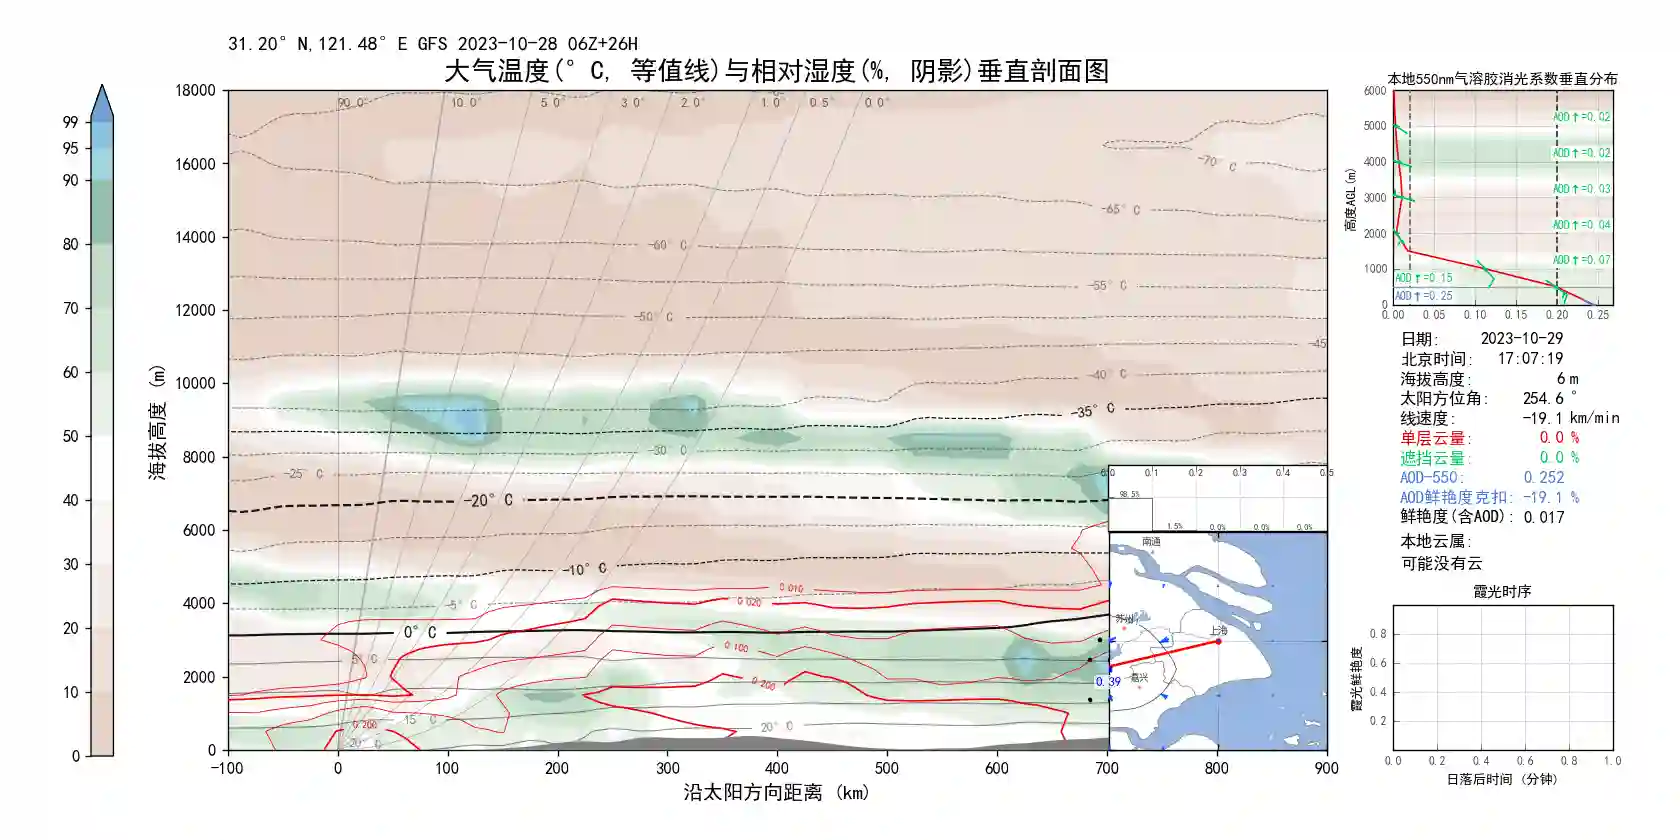 31.20° N,121.48° E GFS 2023-10-28 06Z+26H
大气温度(° C, 等值线)与相对湿度(%, 阴影)垂直剖面图
99
95
90
80
70
60
50
40
30
20
10
0
海拔高度 (m)
18000
16000
14000
12000
10000
8000
6000
4000
2000
0
90.0°
10.0°
5.0°
3.0°
2.0°
1.0°
0.5°
0.0°
-70° C
-65° C
-60° C
-55° C
-50° C
-45
-40° C
-35° C
-30° C
-25° C
-20° C
-10° C
-5° C
0° C
5° C
15° C
20° C
20° C
0.010
0.020
0.100
0.200
0.200
-100
0
100
200
300
400
500
600
700
800
900
沿太阳方向距离 (km)
0.0
0.1
0.2
0.3
0.4
0.5
98.5%
1.5%
0.0%
0.0%
0.0%
南通
苏州
上海
嘉兴
0.39
本地550nm气溶胶消光系数垂直分布
高度AGL(m)
6000
5000
4000
3000
2000
1000
0
AOD↑=0.02
AOD↑=0.02
AOD↑=0.03
AOD↑=0.04
AOD↑=0.07
AOD↑=0.15
AOD↑=0.25
0.00
0.05
0.10
0.15
0.20
0.25
日期: 2023-10-29
北京时间: 17:07:19
海拔高度: 6 m
太阳方位角: 254.6 °
线速度: -19.1 km/min
单层云量: 0.0 %
遮挡云量: 0.0 %
AOD-550: 0.252
AOD鲜艳度克扣: -19.1 %
鲜艳度(含AOD): 0.017
本地云属:
可能没有云
霞光时序
霞光鲜艳度
0.8
0.6
0.4
0.2
0.0
0.2
0.4
0.6
0.8
1.0
日落后时间 (分钟)